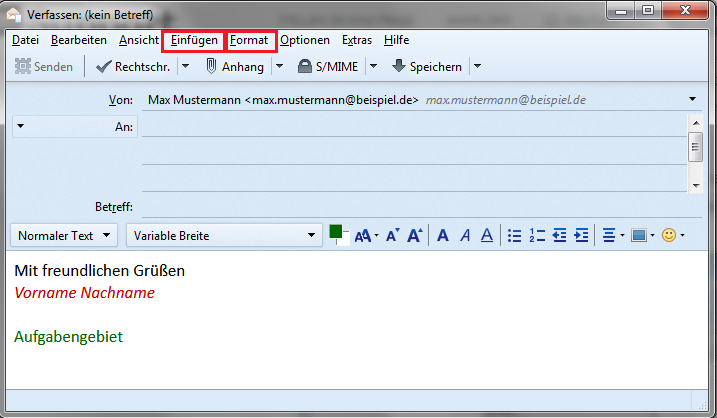 Verfassen: (kein Betreff)
Datei Bearbeiten Ansicht Einfügen Format Optionen Extras Hilfe
Senden Rechtschr. Anhang S/MIME Speichern
Von: Max Mustermann <max.mustermann@beispiel.de> max.mustermann@beispiel.de
An:
Betreff:
Normaler Text Variable Breite
Mit freundlichen Grüßen
Vorname Nachname
Aufgabengebiet